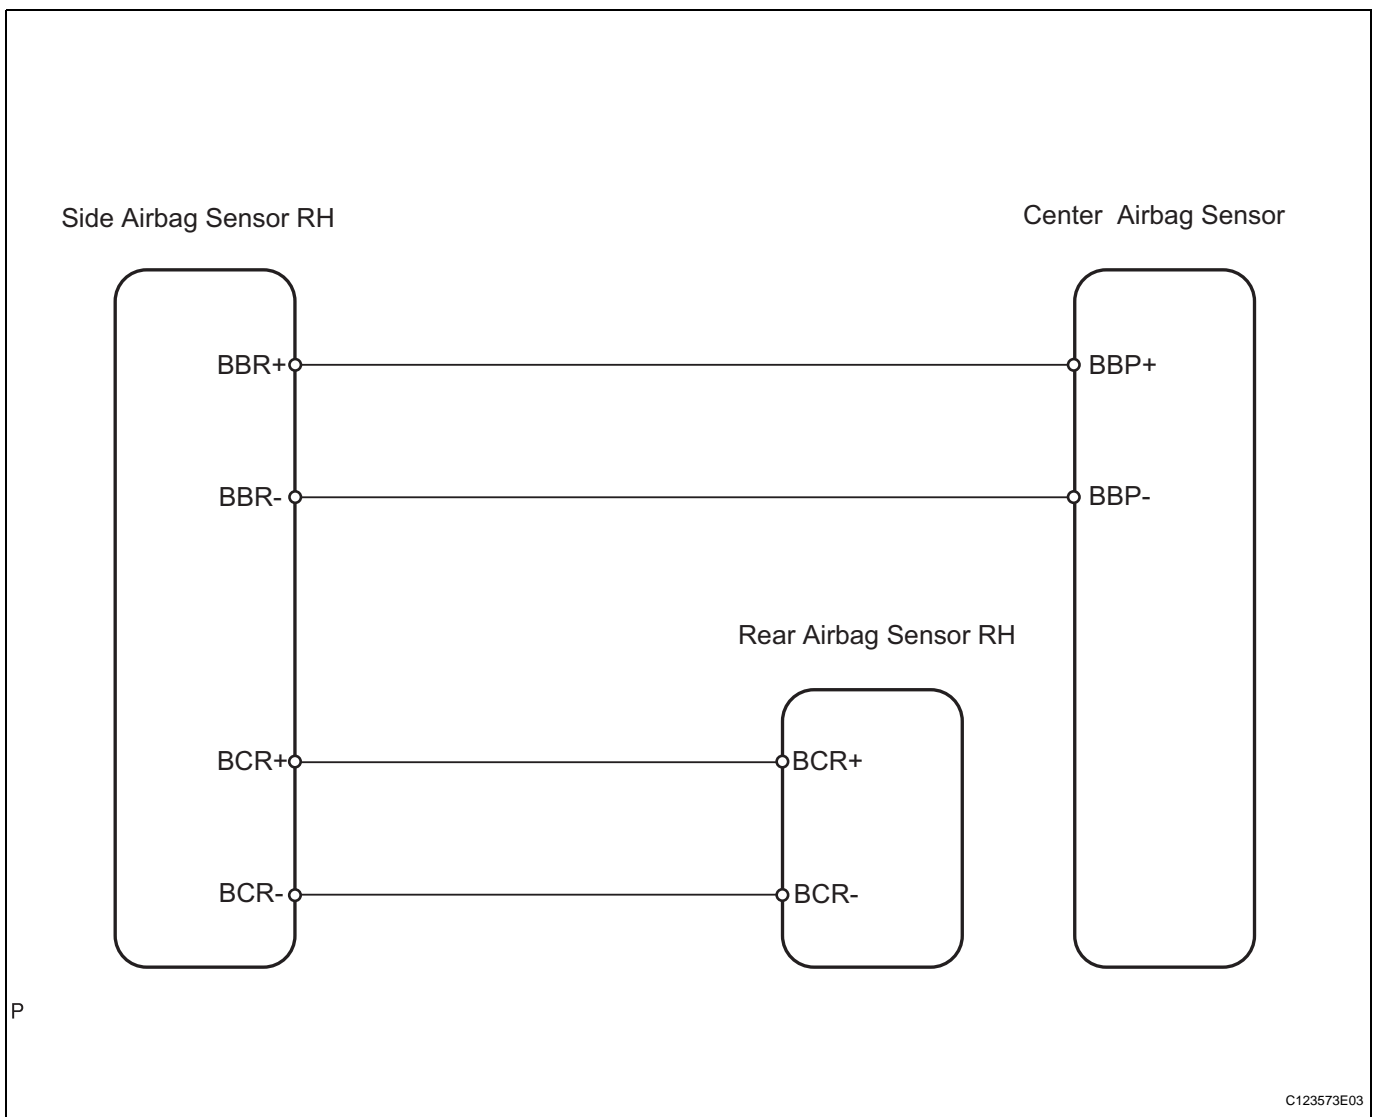 Side Airbag Sensor RH
Center Airbag Sensor
BBR+
BBP+
BBR-
BBP-
Rear Airbag Sensor RH
BCR+
BCR+
BCR-
BCR-
P
C123573E03